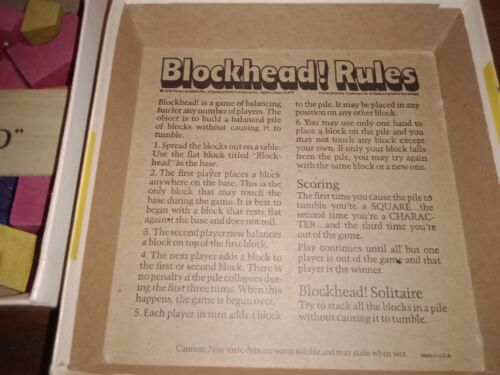 D"
Blockhead! Rules
Blockhead! is a game of balancing
fun for any number of players. The
object is to build a balanced pile
of blocks without causing it to
tumble.
1. Spread the blocks out on a table.
Use the flat block titled "Block-
head" as the base.
2. The first player places a block
anywhere on the base. This is the
only block that may touch the
base during the game. It is best to
begin with a block that rests flat
against the base and does not roll.
3. The second player now balances
a block on top of the first block.
4. The next player adds a block to
the first or second block. There is
no penalty if the pile collapses dur-
ing the first three turns. When this
happens, the game is begun over.
5. Each player in turn adds a block
to the pile. It may be placed in any
position on any other block.
6. You may use only one hand to
place a block on the pile and you
may not touch any block except
your own. If only your block falls
from the pile, you may try again
with the same block or a new one.
Scoring
The first time you cause the pile to
tumble you're a SQUARE...the
second time you're a CHARAC-
TER...and the third time you're
out of the game.
Play continues until all but one
player is out of the game and that
player is the winner.
Blockhead! Solitaire
Try to stack all the blocks in a pile
without causing it to tumble.
Caution: Non-toxic dyes are water soluble and may stain when wet.
Made in U.S.A.